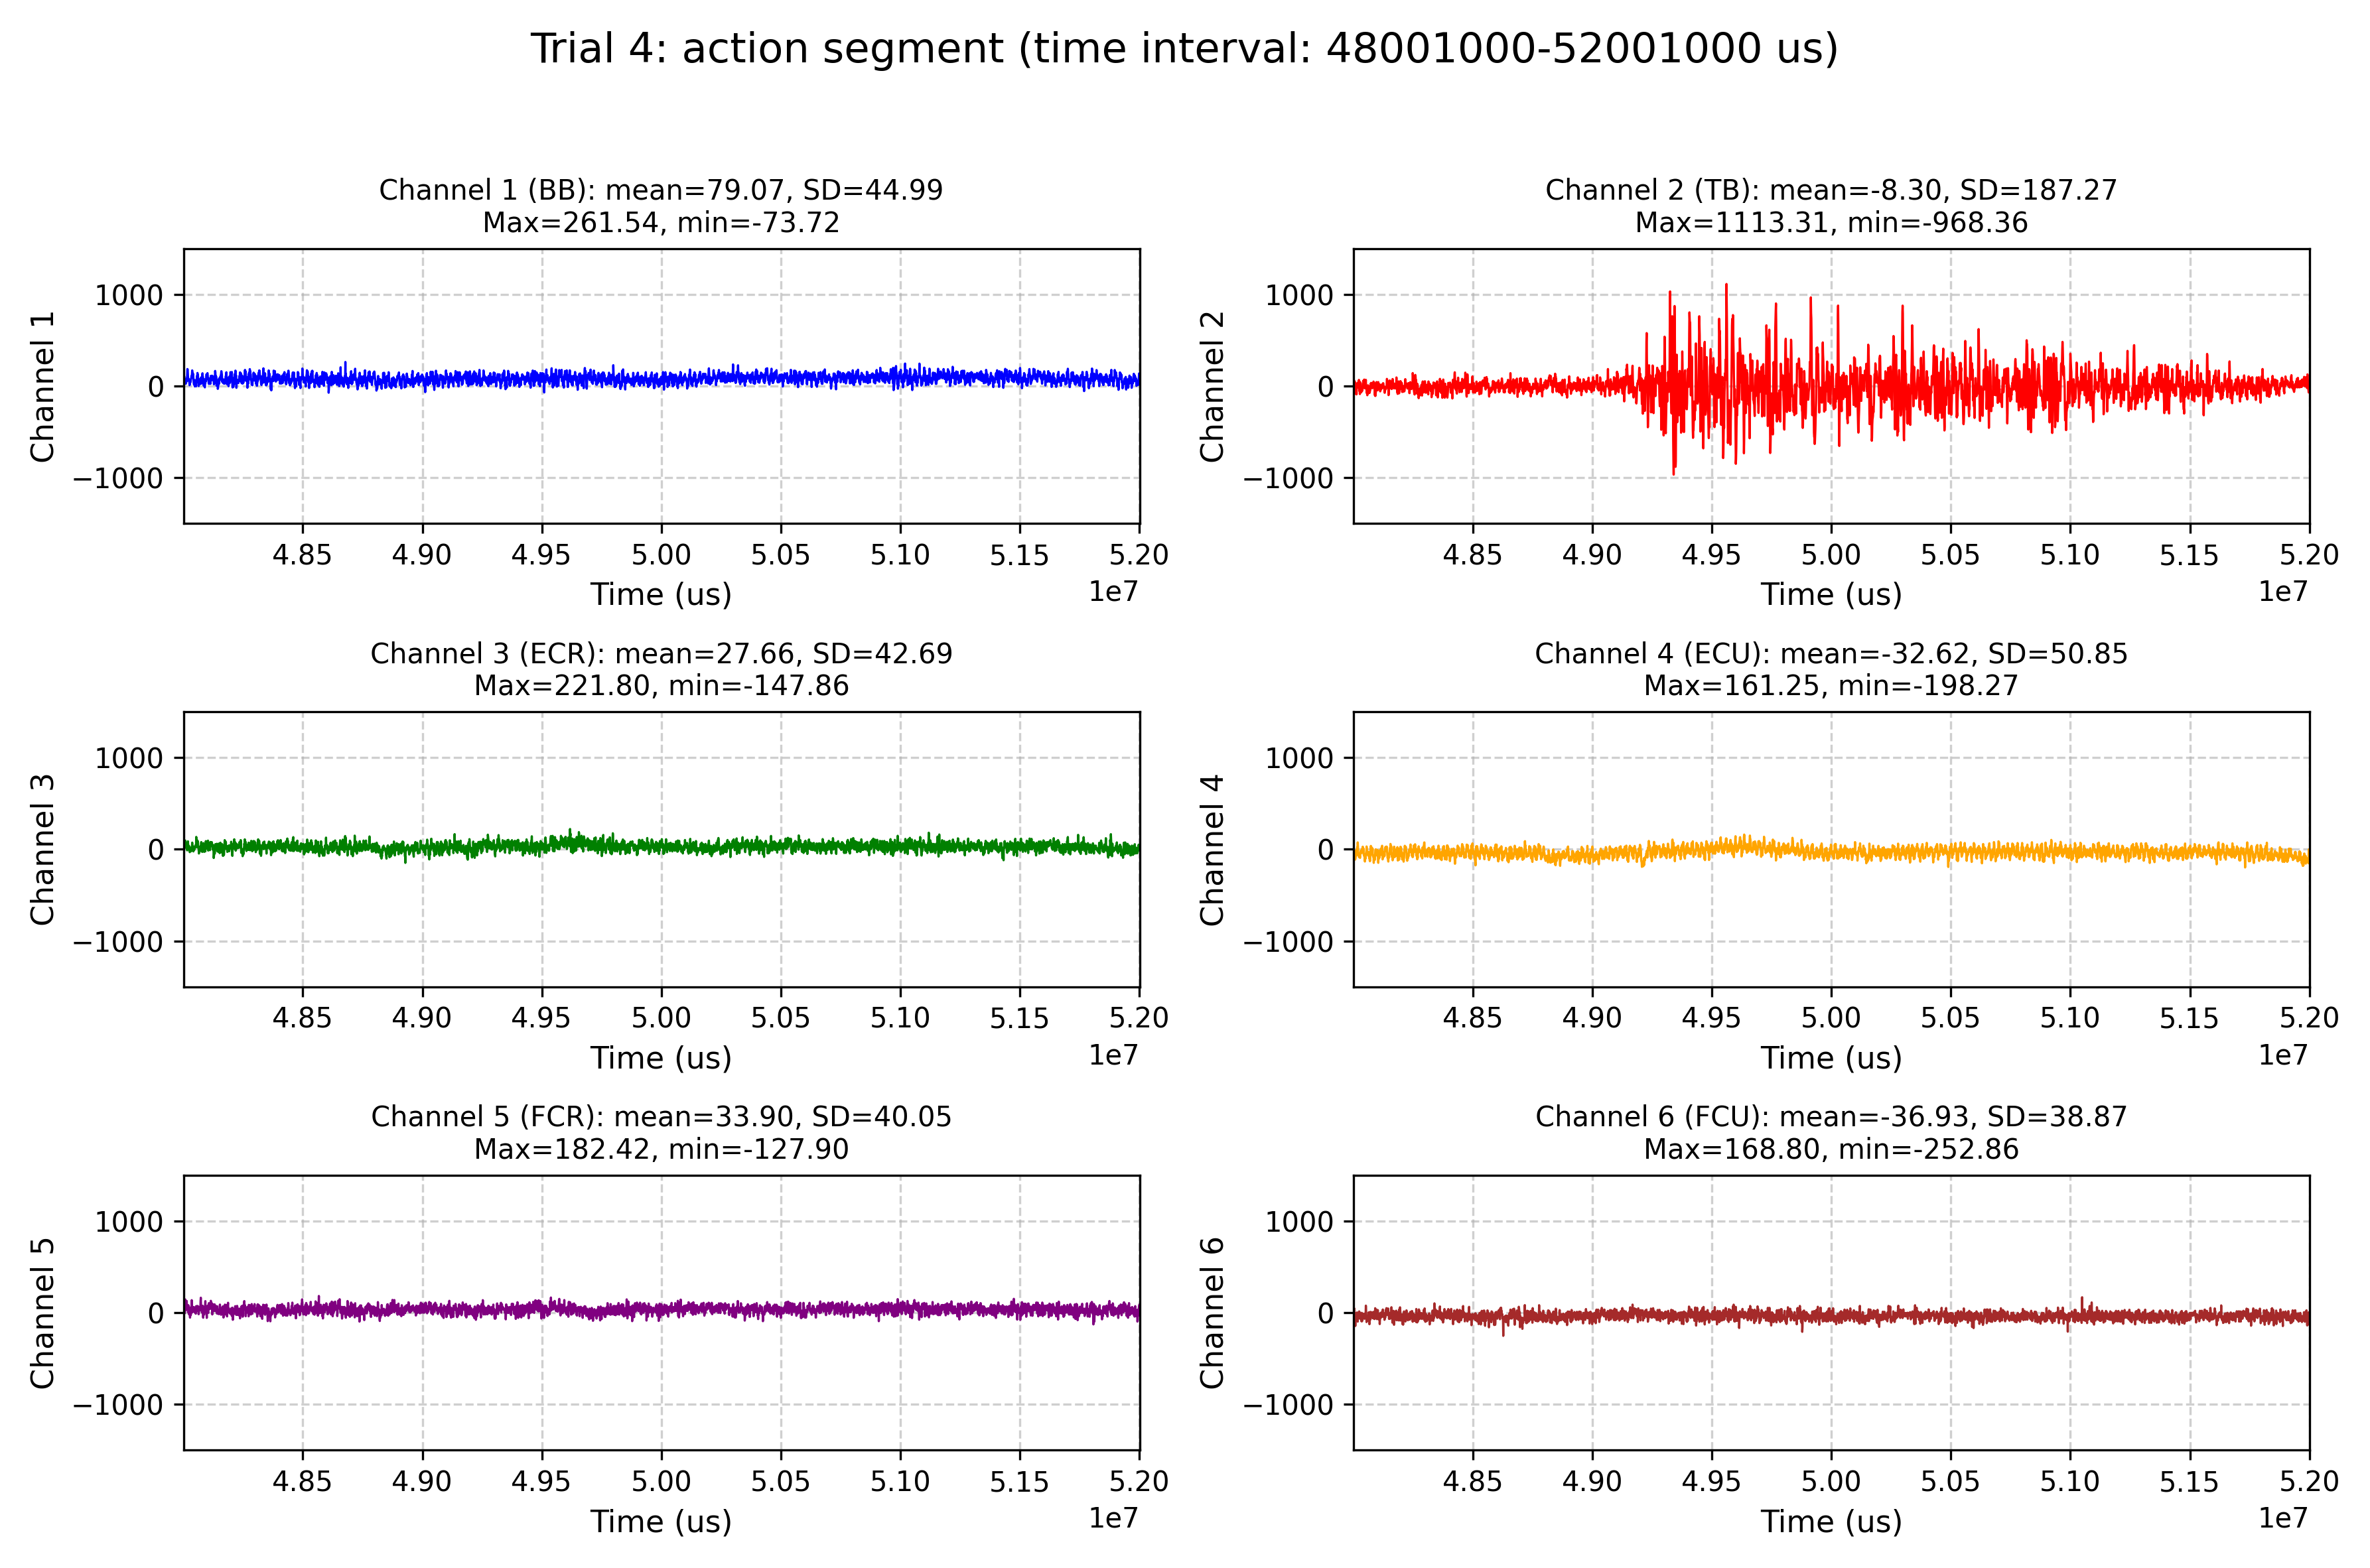 Trial 4: action segment (time interval: 48001000-52001000 us)
Channel 1 (BB): mean=79.07, SD=44.99
Max=261.54, min=-73.72
Channel 1
1000
0
−1000
4.85 4.90 4.95 5.00 5.05 5.10 5.15 5.20
Time (us)
1e7
Channel 2 (TB): mean=-8.30, SD=187.27
Max=1113.31, min=-968.36
Channel 2
1000
0
−1000
4.85 4.90 4.95 5.00 5.05 5.10 5.15 5.20
Time (us)
1e7
Channel 3 (ECR): mean=27.66, SD=42.69
Max=221.80, min=-147.86
Channel 3
1000
0
−1000
4.85 4.90 4.95 5.00 5.05 5.10 5.15 5.20
Time (us)
1e7
Channel 4 (ECU): mean=-32.62, SD=50.85
Max=161.25, min=-198.27
Channel 4
1000
0
−1000
4.85 4.90 4.95 5.00 5.05 5.10 5.15 5.20
Time (us)
1e7
Channel 5 (FCR): mean=33.90, SD=40.05
Max=182.42, min=-127.90
Channel 5
1000
0
−1000
4.85 4.90 4.95 5.00 5.05 5.10 5.15 5.20
Time (us)
1e7
Channel 6 (FCU): mean=-36.93, SD=38.87
Max=168.80, min=-252.86
Channel 6
1000
0
−1000
4.85 4.90 4.95 5.00 5.05 5.10 5.15 5.20
Time (us)
1e7